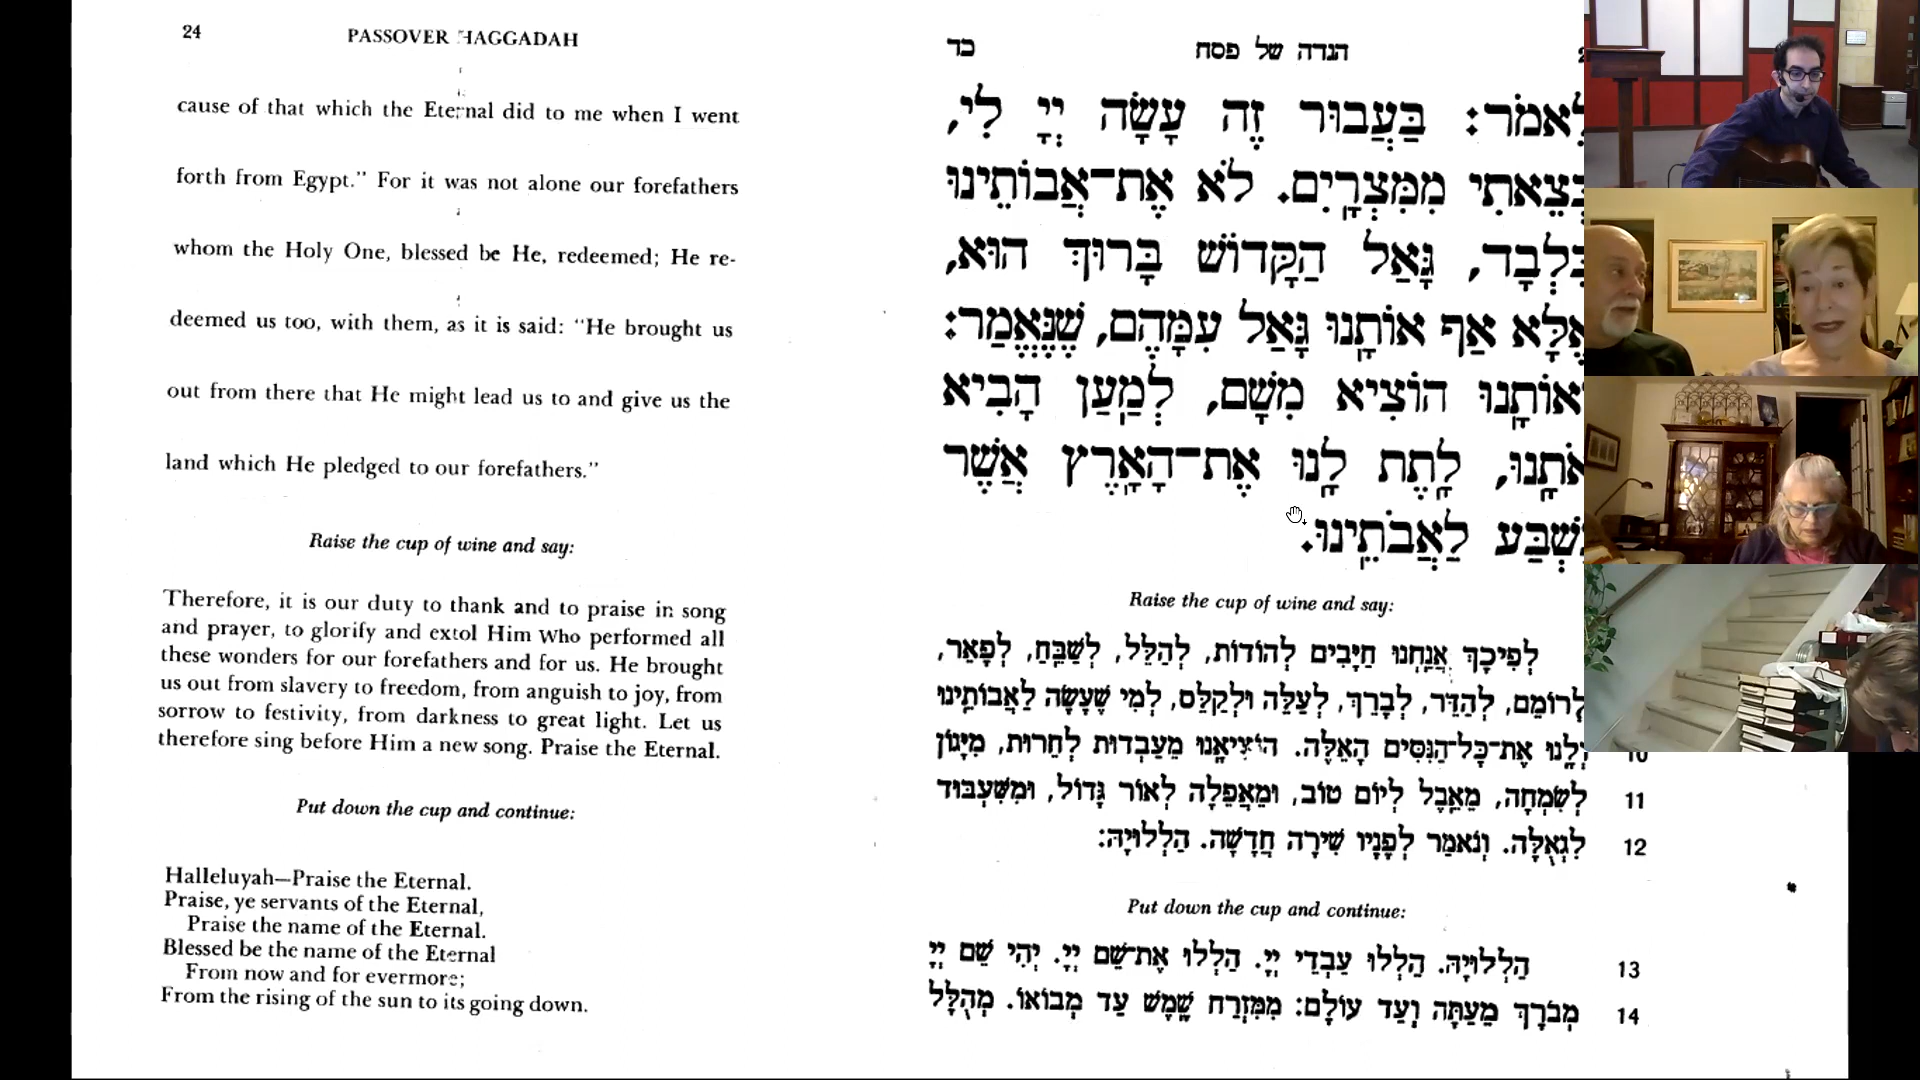 24
PASSOVER HAGGADAH
cause of that which the Eternal did to me when I went
forth from Egypt." For it was not alone our forefathers
whom the Holy One, blessed be He, redeemed; He re-
deemed us too, with them, as it is said: "He brought us
out from there that He might lead us to and give us the
land which He pledged to our forefathers."
Raise the cup of wine and say:
Therefore, it is our duty to thank and to praise in song
and prayer, to glorify and extol Him Who performed all
these wonders for our forefathers and for us. He brought
us out from slavery to freedom, from anguish to joy, from
sorrow to festivity, from darkness to great light. Let us
therefore sing before Him a new song. Praise the Eternal.
Put down the cup and continue:
Halleluyah—Praise the Eternal.
Praise, ye servants of the Eternal,
Praise the name of the Eternal.
Blessed be the name of the Eternal
From now and for evermore;
From the rising of the sun to its going down.
הגדה של פסח
כד
לֵאמֹר: בַּעֲבוּר זֶה עָשָׂה יְיָ לִי,
בְּצֵאתִי מִמִּצְרָיִם. לֹא אֶת־אֲבוֹתֵינוּ
בִּלְבָד, גָּאַל הַקָּדוֹשׁ בָּרוּךְ הוּא,
אֶלָּא אַף אוֹתָנוּ גָּאַל עִמָּהֶם, שֶׁנֶּאֱמַר:
אוֹתָנוּ הוֹצִיא מִשָּׁם, לְמַעַן הָבִיא
אֹתָנוּ, לָתֶת לָנוּ אֶת־הָאָרֶץ אֲשֶׁר
נִשְׁבַּע לַאֲבֹתֵינוּ.
Raise the cup of wine and say:
לְפִיכָךְ אֲנַחְנוּ חַיָּבִים לְהוֹדוֹת, לְהַלֵּל, לְשַׁבֵּחַ, לְפָאֵר,
לְרוֹמֵם, לְהַדֵּר, לְבָרֵךְ, לְעַלֵּה וּלְקַלֵּס, לְמִי שֶׁעָשָׂה לַאֲבוֹתֵינוּ
וְלָנוּ אֶת־כָּל־הַנִּסִּים הָאֵלֶּה. הוֹצִיאָנוּ מֵעַבְדוּת לְחֵרוּת, מִיָּגוֹן 10
לְשִׂמְחָה, מֵאֵבֶל לְיוֹם טוֹב, וּמֵאֲפֵלָה לְאוֹר גָּדוֹל, וּמִשִּׁעְבּוּד 11
לִגְאֻלָּה. וְנֹאמַר לְפָנָיו שִׁירָה חֲדָשָׁה. הַלְלוּיָהּ: 12
Put down the cup and continue:
הַלְלוּיָהּ. הַלְלוּ עַבְדֵי יְיָ. הַלְלוּ אֶת־שֵׁם יְיָ. יְהִי שֵׁם יְיָ 13
מְבֹרָךְ מֵעַתָּה וְעַד עוֹלָם: מִמִּזְרַח שֶׁמֶשׁ עַד מְבוֹאוֹ. מְהֻלָּל 14